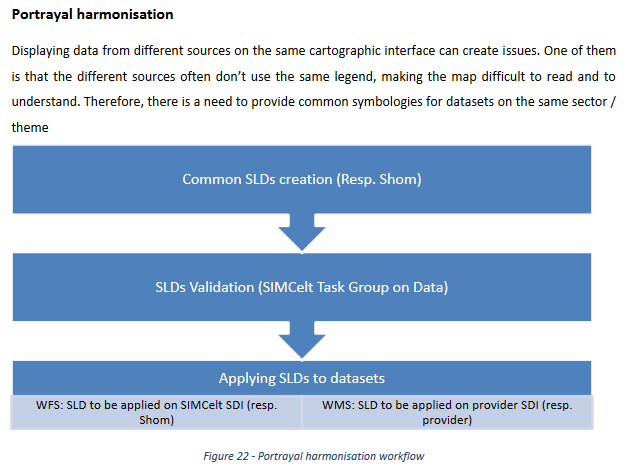 Portrayal harmonisation
Displaying data from different sources on the same cartographic interface can create issues. One of them
is that the different sources often don’t use the same legend, making the map difficult to read and to
understand. Therefore, there is a need to provide common symbologies for datasets on the same sector /
theme
Common SLDs creation (Resp. Shom)
SLDs Validation (SIMCelt Task Group on Data)
Applying SLDs to datasets
WFS: SLD to be applied on SIMCelt SDI (resp.
Shom)
WMS: SLD to be applied on provider SDI (resp.
provider)
Figure 22 - Portrayal harmonisation workflow